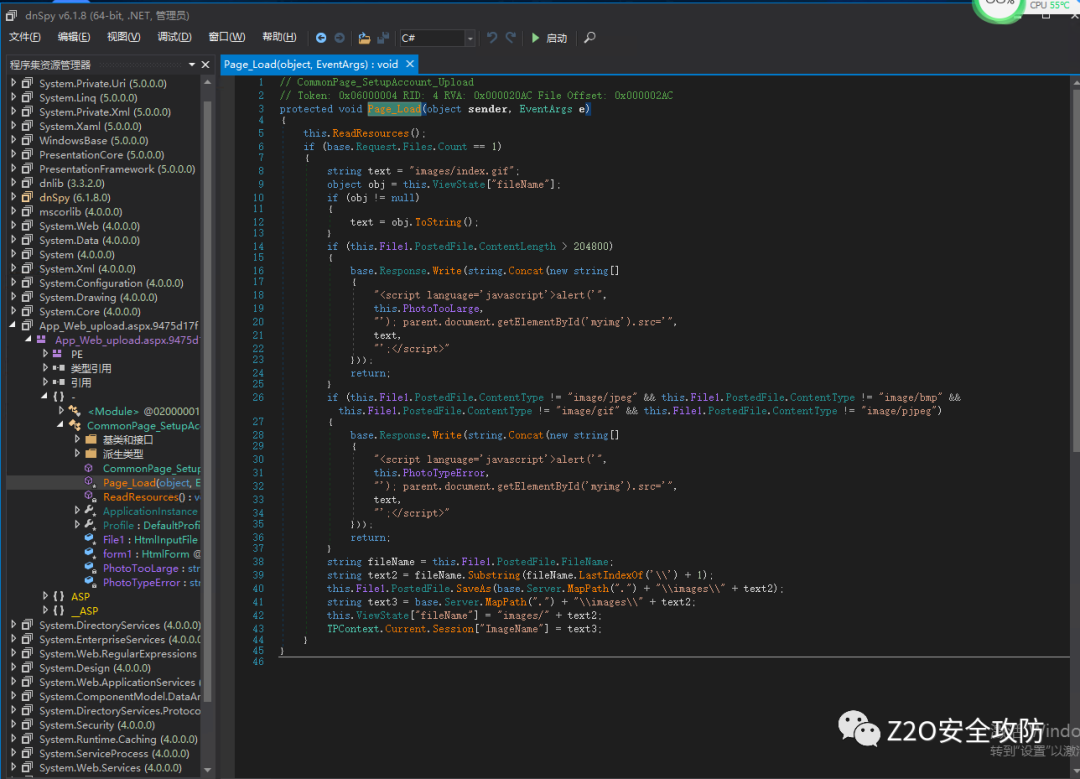 dnSpy v6.1.8 (64-bit, .NET, 管理员)
CPU 55℃
文件(F) 编辑(E) 视图(V) 调试(D) 窗口(W) 帮助(H) C# 启动
程序集资源管理器
Page_Load(object, EventArgs) : void
System.Private.Uri (5.0.0.0)
System.Linq (5.0.0.0)
System.Private.Xml (5.0.0.0)
System.Xaml (5.0.0.0)
WindowsBase (5.0.0.0)
PresentationCore (5.0.0.0)
PresentationFramework (5.0.0.0)
dnlib (3.3.2.0)
dnSpy (6.1.8.0)
mscorlib (4.0.0.0)
System.Web (4.0.0.0)
System.Data (4.0.0.0)
System (4.0.0.0)
System.Xml (4.0.0.0)
System.Configuration (4.0.0.0)
System.Drawing (4.0.0.0)
System.Core (4.0.0.0)
App_Web_upload.aspx.9475d17f
App_Web_upload.aspx.9475d
PE
类型引用
引用
{ } -
<Module> @02000001
CommonPage_SetupAc
基类和接口
派生类型
CommonPage_Setup
Page_Load(object, E
ReadResources() : v
ApplicationInstance
Profile : DefaultProfi
File1 : HtmlInputFile
form1 : HtmlForm @
PhotoTooLarge : str
PhotoTypeError : str
{ } ASP
{ } __ASP
System.DirectoryServices (4.0.0.0)
System.EnterpriseServices (4.0.0.0
System.Web.RegularExpressions
System.Design (4.0.0.0)
System.Web.ApplicationServices
System.ComponentModel.DataAn
System.DirectoryServices.Protoco
System.Security (4.0.0.0)
System.Runtime.Caching (4.0.0.0)
System.ServiceProcess (4.0.0.0)
System.Web.Services (4.0.0.0)
1 // CommonPage_SetupAccount_Upload
2 // Token: 0x06000004 RID: 4 RVA: 0x000020AC File Offset: 0x000002AC
3 protected void Page_Load(object sender, EventArgs e)
4 {
5 this.ReadResources();
6 if (base.Request.Files.Count == 1)
7 {
8 string text = "images/index.gif";
9 object obj = this.ViewState["fileName"];
10 if (obj != null)
11 {
12 text = obj.ToString();
13 }
14 if (this.File1.PostedFile.ContentLength > 204800)
15 {
16 base.Response.Write(string.Concat(new string[]
17 {
18 "<script language='javascript'>alert('",
19 this.PhotoTooLarge,
20 "'); parent.document.getElementById('myimg').src='",
21 text,
22 "';</script>"
23 }));
24 return;
25 }
26 if (this.File1.PostedFile.ContentType != "image/jpeg" && this.File1.PostedFile.ContentType != "image/bmp" &&
this.File1.PostedFile.ContentType != "image/gif" && this.File1.PostedFile.ContentType != "image/pjpeg")
27 {
28 base.Response.Write(string.Concat(new string[]
29 {
30 "<script language='javascript'>alert('",
31 this.PhotoTypeError,
32 "'); parent.document.getElementById('myimg').src='",
33 text,
34 "';</script>"
35 }));
36 return;
37 }
38 string fileName = this.File1.PostedFile.FileName;
39 string text2 = fileName.Substring(fileName.LastIndexOf('\\') + 1);
40 this.File1.PostedFile.SaveAs(base.Server.MapPath(".") + "\\images\\" + text2);
41 string text3 = base.Server.MapPath(".") + "\\images\\" + text2;
42 this.ViewState["fileName"] = "images/" + text2;
43 TPContext.Current.Session["ImageName"] = text3;
44 }
45 }
46
Z2O安全攻防
Windo
转到"设置"以激